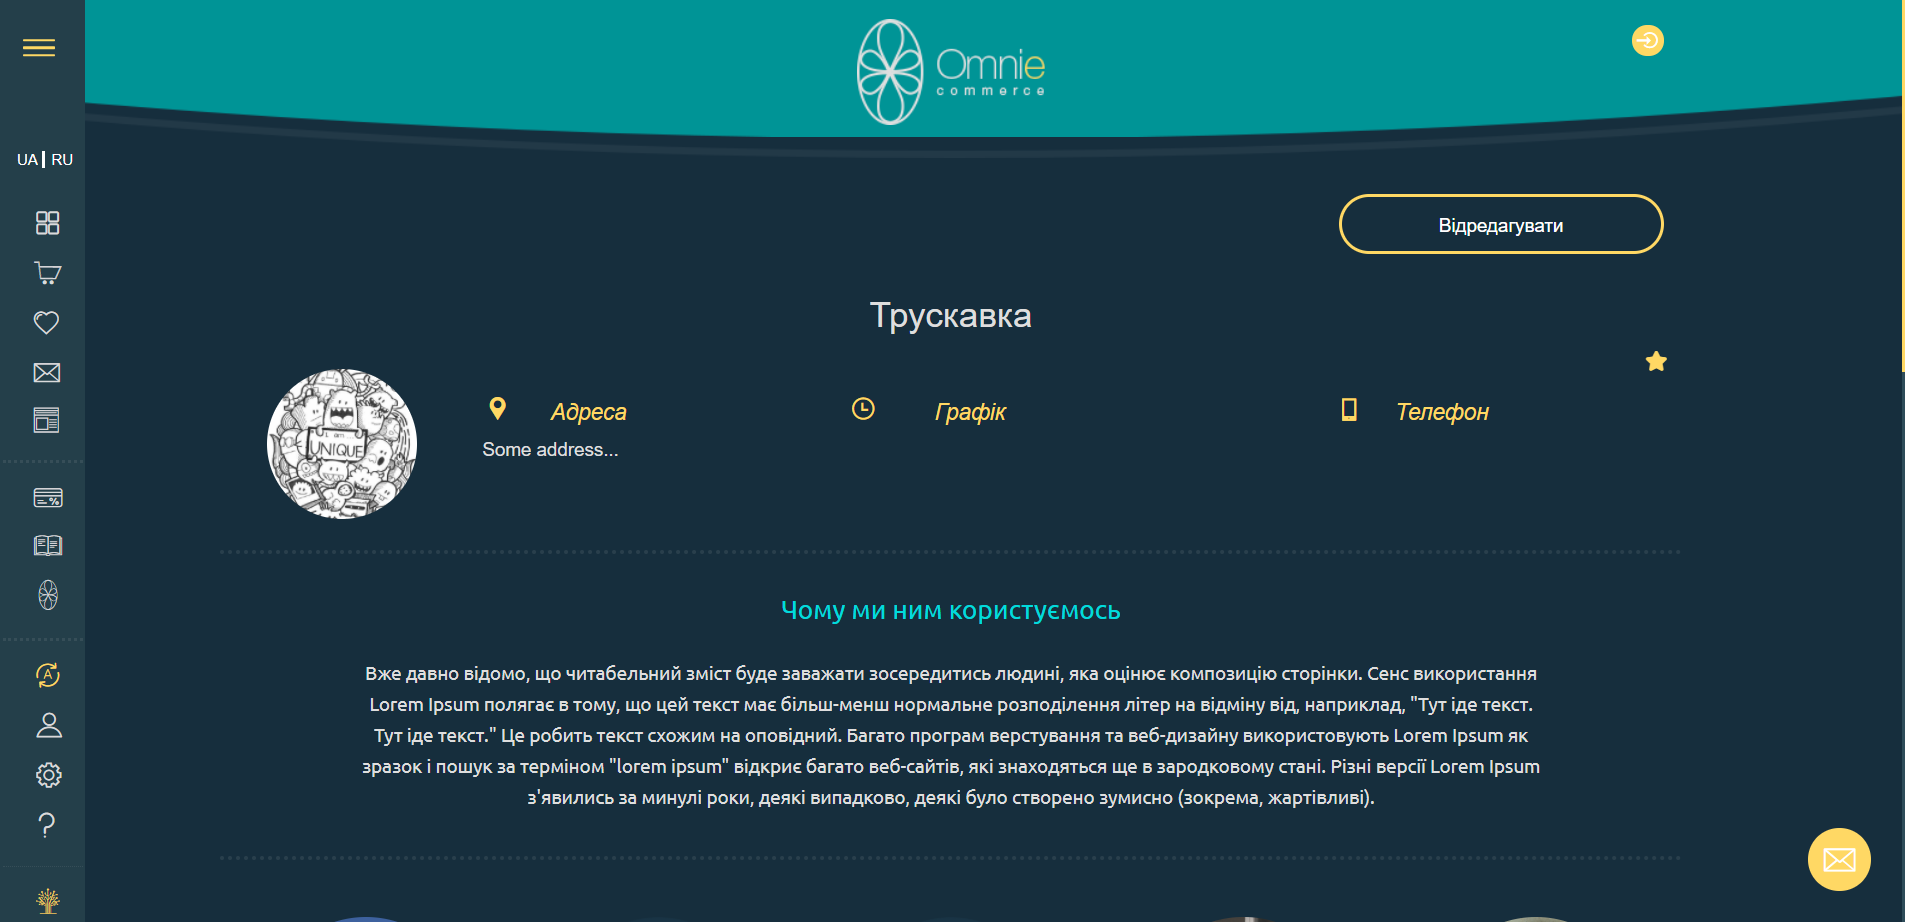 Omnie
commerce
UA | RU
Відредагувати
Трускавка
Адреса
Графік
Телефон
Some address...
I am
UNIQUE
Чому ми ним користуємось
Вже давно відомо, що читабельний зміст буде заважати зосередитись людині, яка оцінює композицію сторінки. Сенс використання
Lorem Ipsum полягає в тому, що цей текст має більш-менш нормальне розподілення літер на відміну від, наприклад, "Тут іде текст.
Тут іде текст." Це робить текст схожим на оповідний. Багато програм верстування та веб-дизайну використовують Lorem Ipsum як
зразок і пошук за терміном "lorem ipsum" відкриє багато веб-сайтів, які знаходяться ще в зародковому стані. Різні версії Lorem Ipsum
з'явились за минулі роки, деякі випадково, деякі було створено зумисно (зокрема, жартівливі).